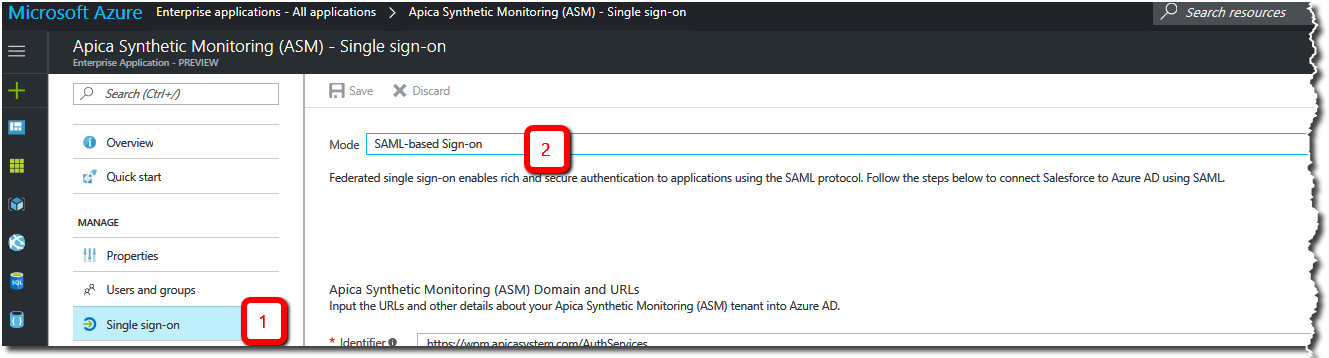 Microsoft Azure Enterprise applications - All applications > Apica Synthetic Monitoring (ASM) - Single sign-on Search resources
Apica Synthetic Monitoring (ASM) - Single sign-on
Enterprise Application - PREVIEW
Search (Ctrl+/)
Save Discard
Overview
Mode SAML-based Sign-on 2
Quick start
Federated single sign-on enables rich and secure authentication to applications using the SAML protocol. Follow the steps below to connect Salesforce to Azure AD using SAML.
MANAGE
Properties
Users and groups
Apica Synthetic Monitoring (ASM) Domain and URLs
Input the URLs and other details about your Apica Synthetic Monitoring (ASM) tenant into Azure AD.
SQL
Single sign-on 1
* Identifier https://wpm.apicasystem.com/AuthServices